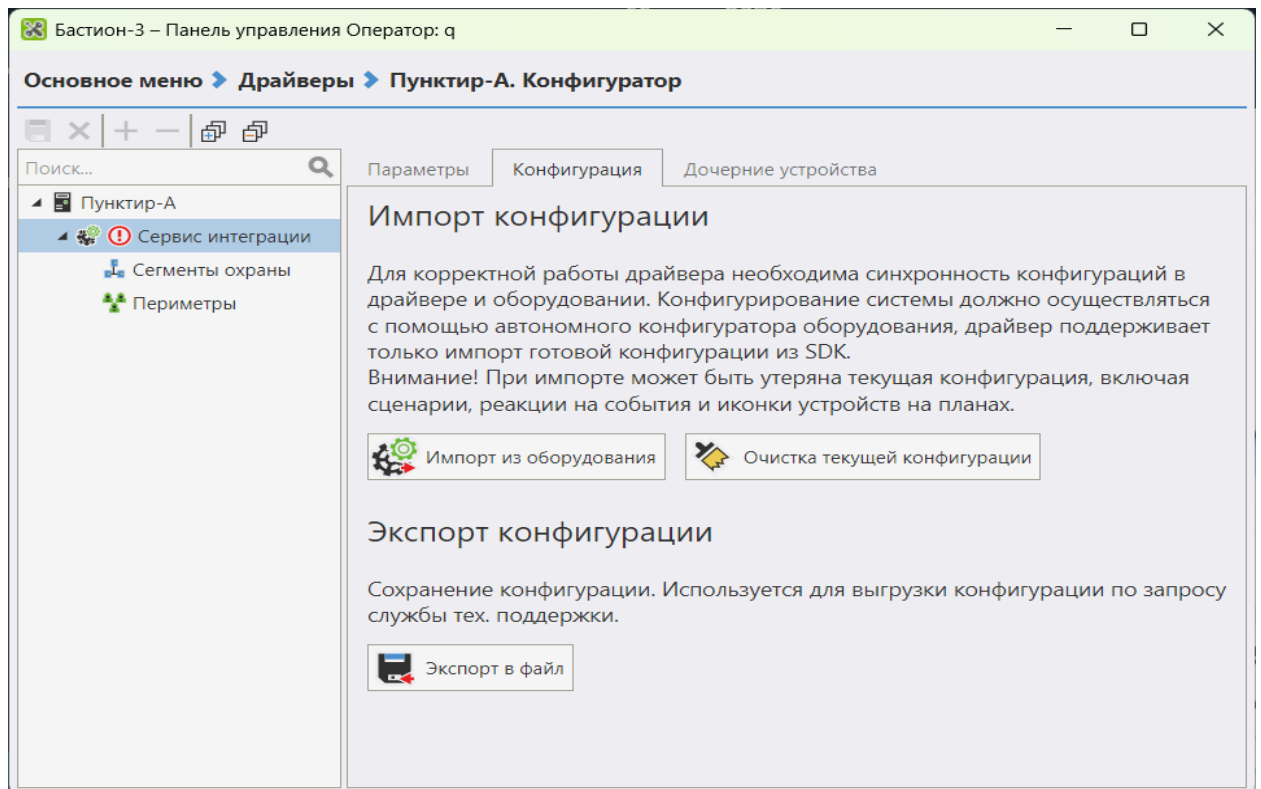 Бастион-3 – Панель управления Оператор: q
Основное меню Драйверы Пунктир-А. Конфигуратор
Поиск...
Пунктир-А
Сервис интеграции
Сегменты охраны
Периметры
Параметры Конфигурация Дочерние устройства
Импорт конфигурации
Для корректной работы драйвера необходима синхронность конфигураций в
драйвере и оборудовании. Конфигурирование системы должно осуществляться
с помощью автономного конфигуратора оборудования, драйвер поддерживает
только импорт готовой конфигурации из SDK.
Внимание! При импорте может быть утеряна текущая конфигурация, включая
сценарии, реакции на события и иконки устройств на планах.
Импорт из оборудования Очистка текущей конфигурации
Экспорт конфигурации
Сохранение конфигурации. Используется для выгрузки конфигурации по запросу
службы тех. поддержки.
Экспорт в файл